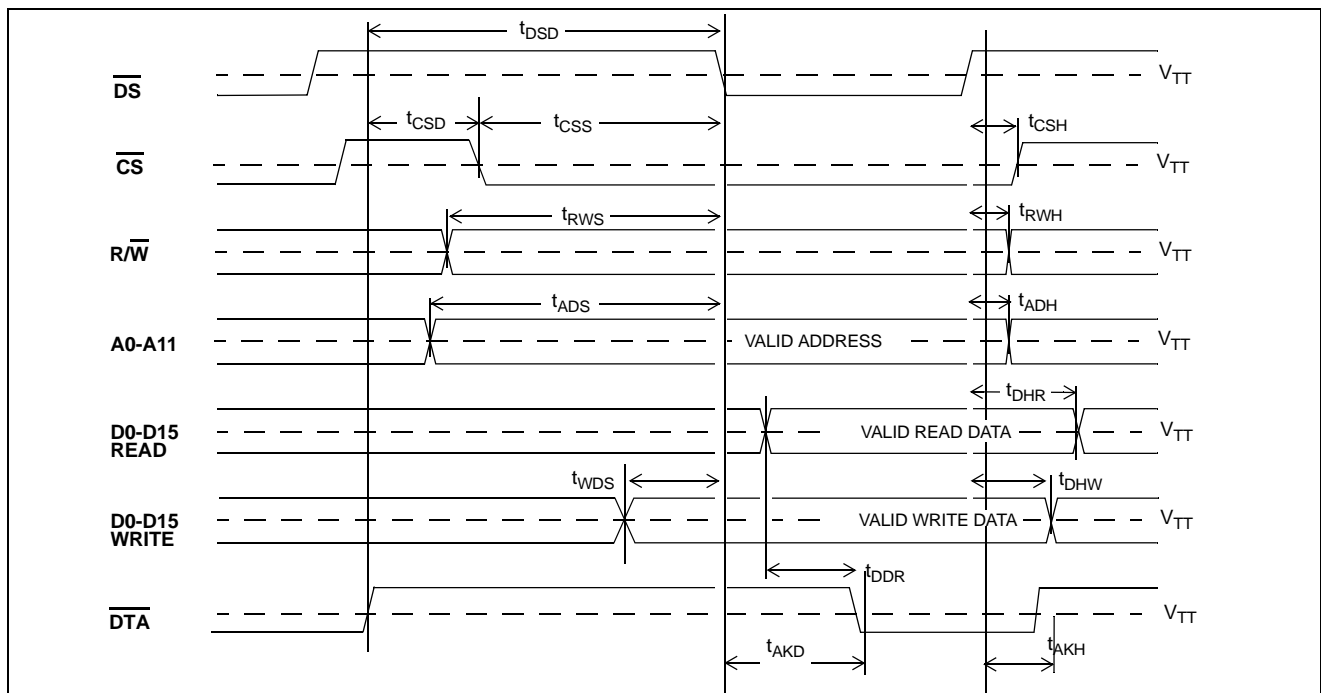 tDSD
DS
VTT
tCSD
tCSS
tCSH
CS
VTT
tRWS
tRWH
R/W
VTT
tADS
tADH
A0-A11
VALID ADDRESS
VTT
tDHR
D0-D15
READ
VALID READ DATA
VTT
tWDS
tDHW
D0-D15
WRITE
VALID WRITE DATA
VTT
tDDR
DTA
VTT
tAKD
tAKH